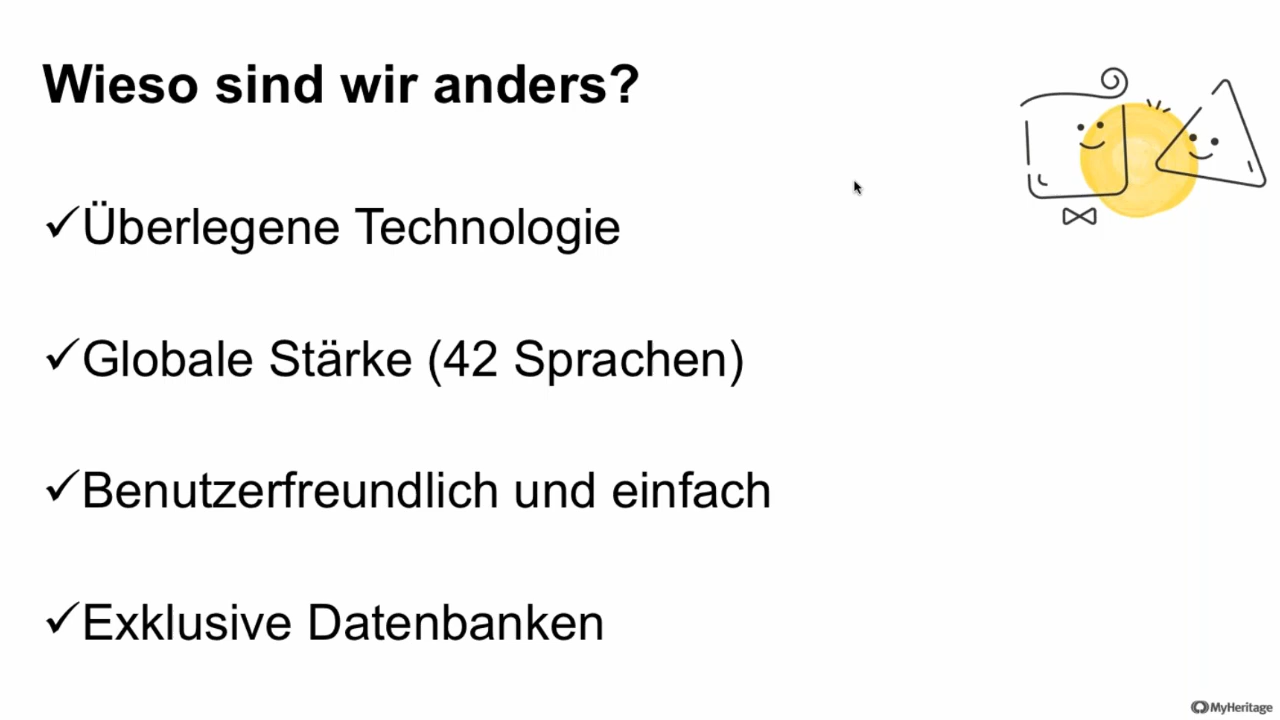 Wieso sind wir anders?
✓Überlegene Technologie
✓Globale Stärke (42 Sprachen)
✓Benutzerfreundlich und einfach
✓Exklusive Datenbanken
MyHeritage